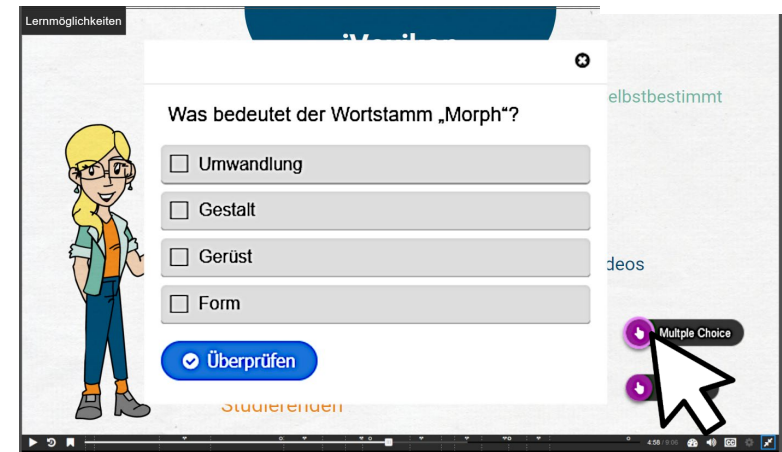 Lernmöglichkeiten
elbstbestimmt
Was bedeutet der Wortstamm „Morph“?
Umwandlung
Gestalt
Gerüst
Form
deos
Multple Choice
Überprüfen
Studierenden
4:58 / 9:06